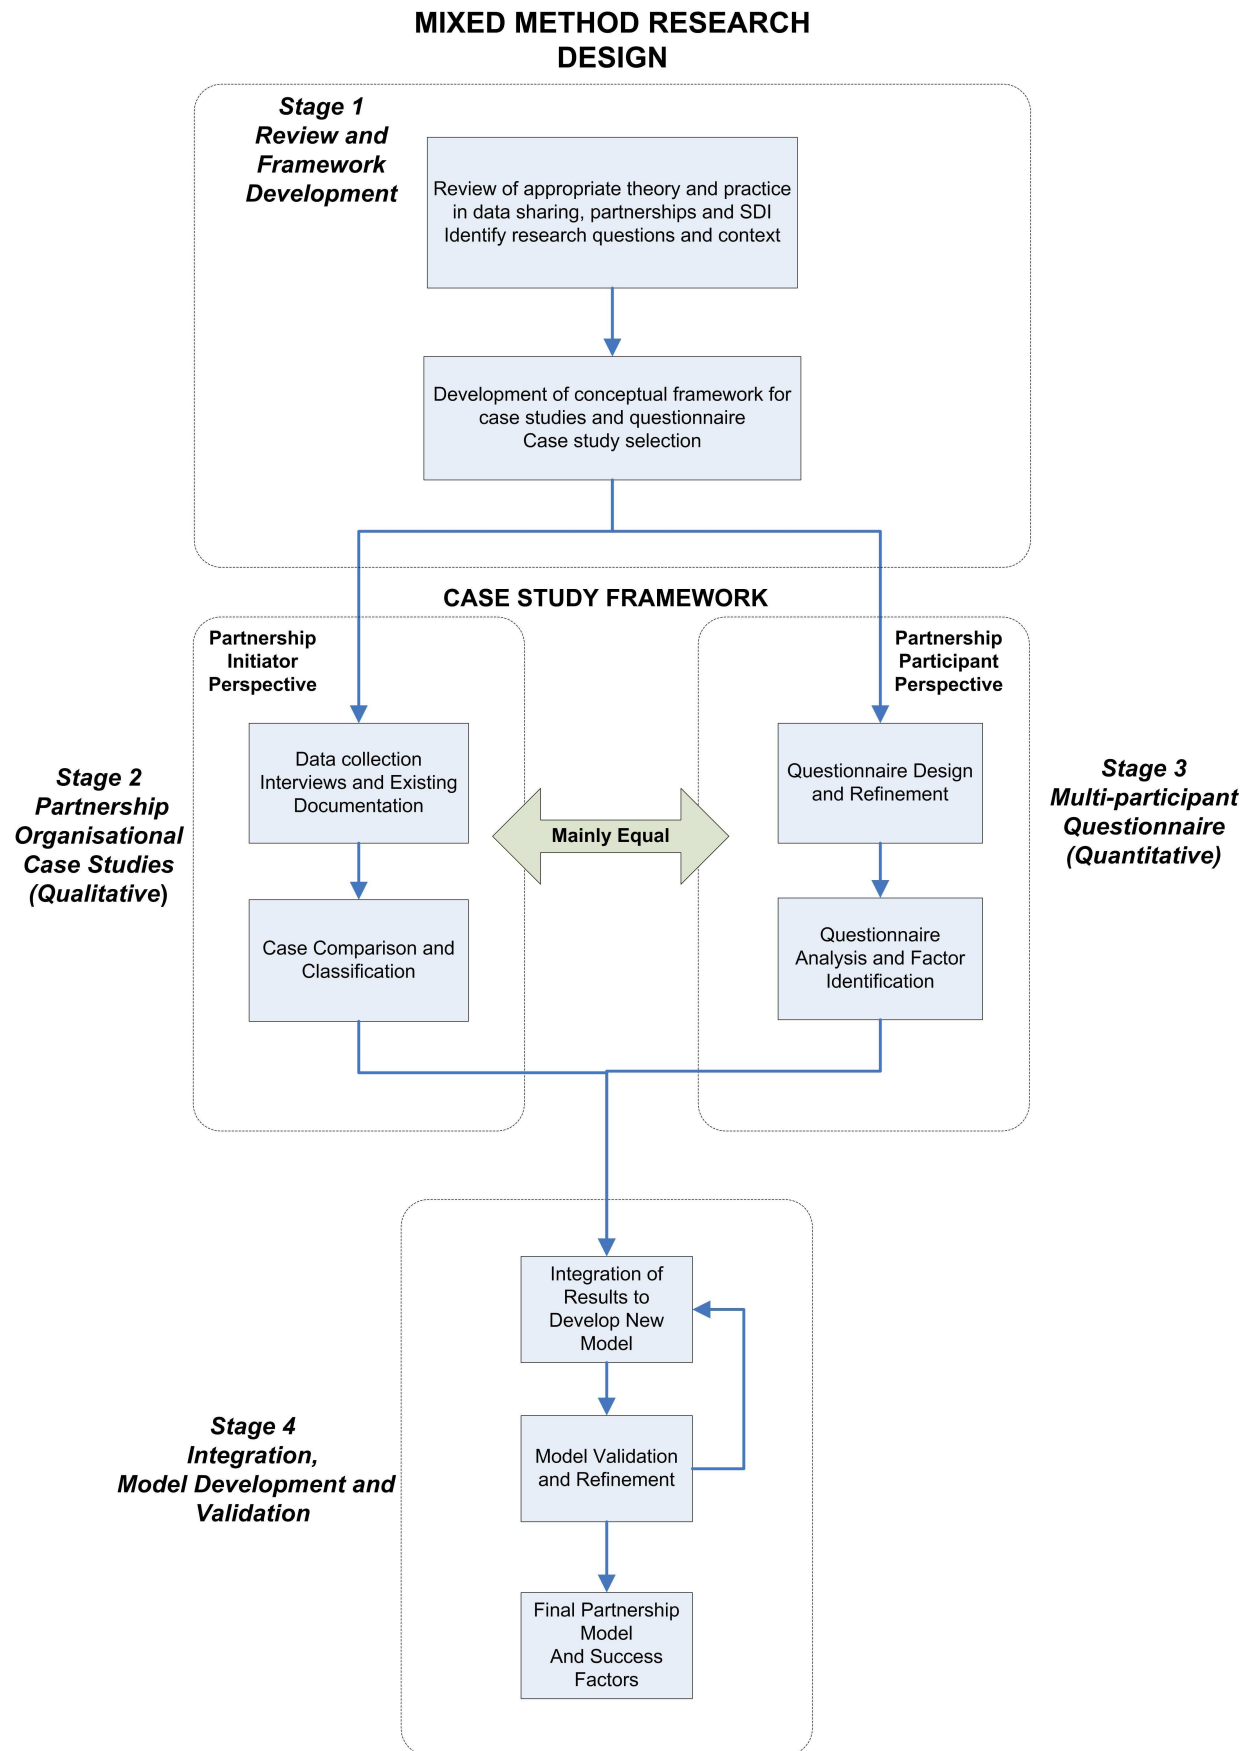 MIXED METHOD RESEARCH
DESIGN
Stage 1
Review and
Framework
Development
Review of appropriate theory and practice
in data sharing, partnerships and SDI
Identify research questions and context
Development of conceptual framework for
case studies and questionnaire
Case study selection
CASE STUDY FRAMEWORK
Partnership
Initiator
Perspective
Partnership
Participant
Perspective
Stage 2
Partnership
Organisational
Case Studies
(Qualitative)
Data collection
Interviews and Existing
Documentation
Mainly Equal
Questionnaire Design
and Refinement
Stage 3
Multi-participant
Questionnaire
(Quantitative)
Case Comparison and
Classification
Questionnaire
Analysis and Factor
Identification
Stage 4
Integration,
Model Development and
Validation
Integration of
Results to
Develop New
Model
Model Validation
and Refinement
Final Partnership
Model
And Success
Factors